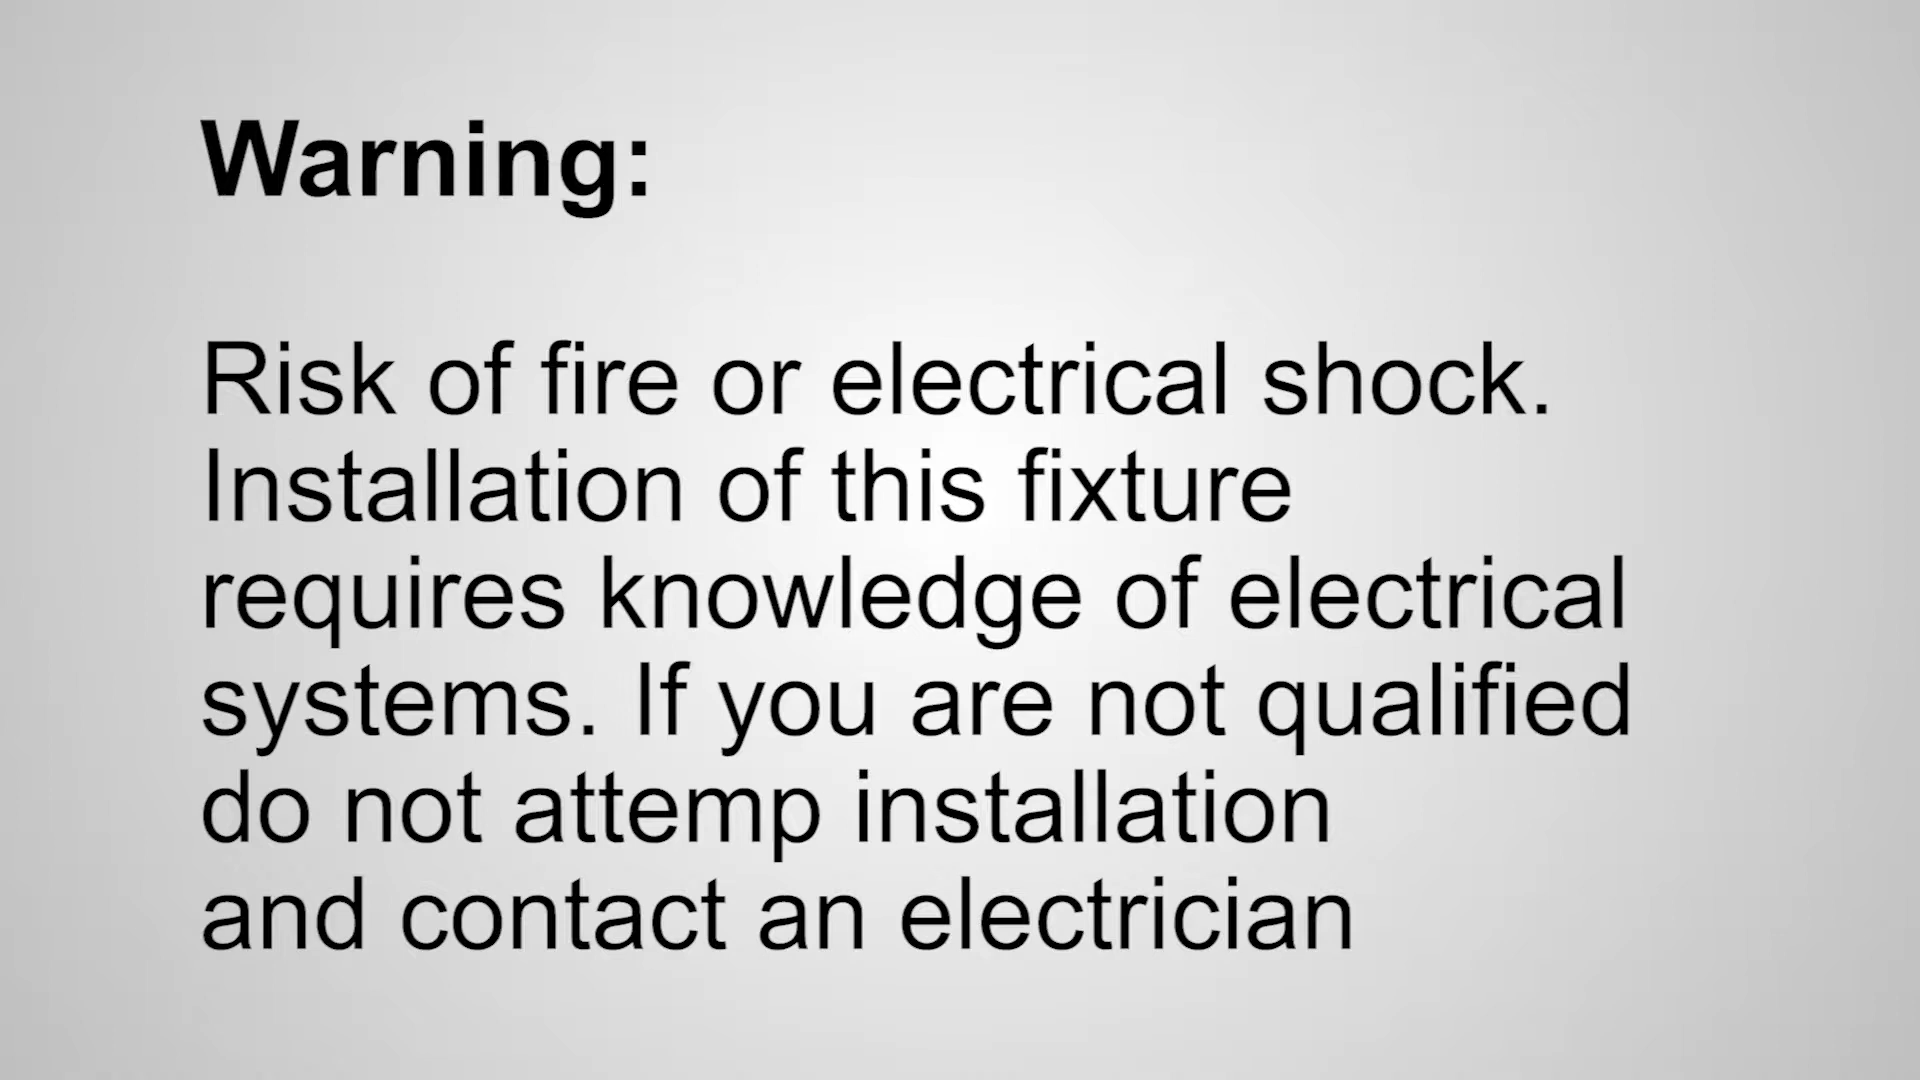 Warning:
Risk of fire or electrical shock.
Installation of this fixture
requires knowledge of electrical
systems. If you are not qualified
do not attemp installation
and contact an electrician